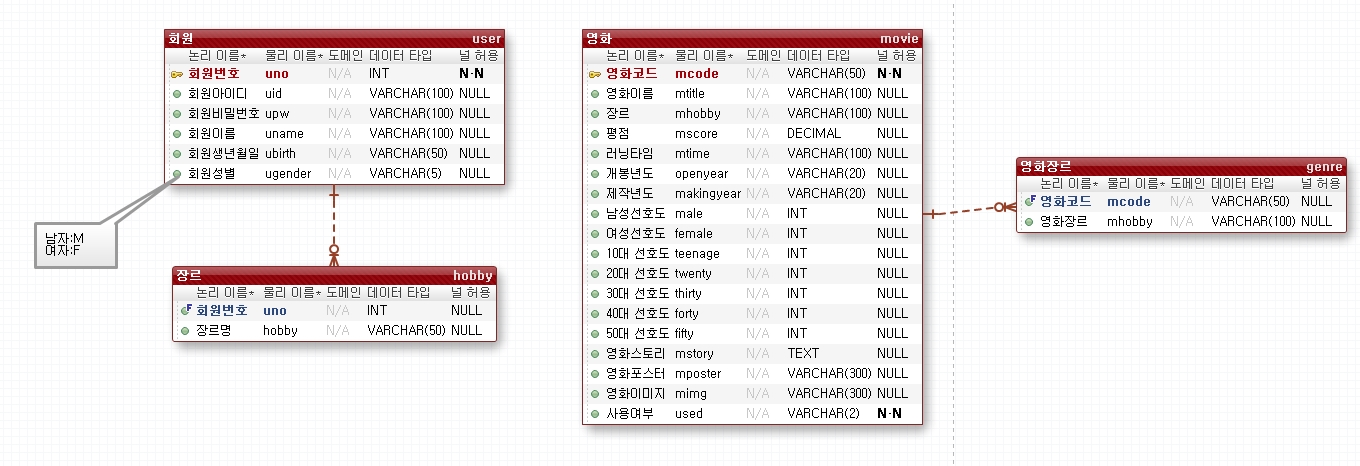 회원 user
논리 이름* 물리 이름* 도메인 데이터 타입 널 허용
회원번호 uno N/A INT N·N
회원아이디 uid N/A VARCHAR(100) NULL
회원비밀번호 upw N/A VARCHAR(100) NULL
회원이름 uname N/A VARCHAR(100) NULL
회원생년월일 ubirth N/A VARCHAR(50) NULL
회원성별 ugender N/A VARCHAR(5) NULL
남자:M
여자:F
장르 hobby
논리 이름* 물리 이름* 도메인 데이터 타입 널 허용
회원번호 uno N/A INT NULL
장르명 hobby N/A VARCHAR(50) NULL
영화 movie
논리 이름* 물리 이름* 도메인 데이터 타입 널 허용
영화코드 mcode N/A VARCHAR(50) N·N
영화이름 mtitle N/A VARCHAR(100) NULL
장르 mhobby N/A VARCHAR(100) NULL
평점 mscore N/A DECIMAL NULL
러닝타임 mtime N/A VARCHAR(100) NULL
개봉년도 openyear N/A VARCHAR(20) NULL
제작년도 makingyear N/A VARCHAR(20) NULL
남성선호도 male N/A INT NULL
여성선호도 female N/A INT NULL
10대 선호도 teenage N/A INT NULL
20대 선호도 twenty N/A INT NULL
30대 선호도 thirty N/A INT NULL
40대 선호도 forty N/A INT NULL
50대 선호도 fifty N/A INT NULL
영화스토리 mstory N/A TEXT NULL
영화포스터 mposter N/A VARCHAR(300) NULL
영화이미지 mimg N/A VARCHAR(300) NULL
사용여부 used N/A VARCHAR(2) N·N
영화장르 genre
논리 이름* 물리 이름* 도메인 데이터 타입 널 허용
영화코드 mcode N/A VARCHAR(50) NULL
영화장르 mhobby N/A VARCHAR(100) NULL